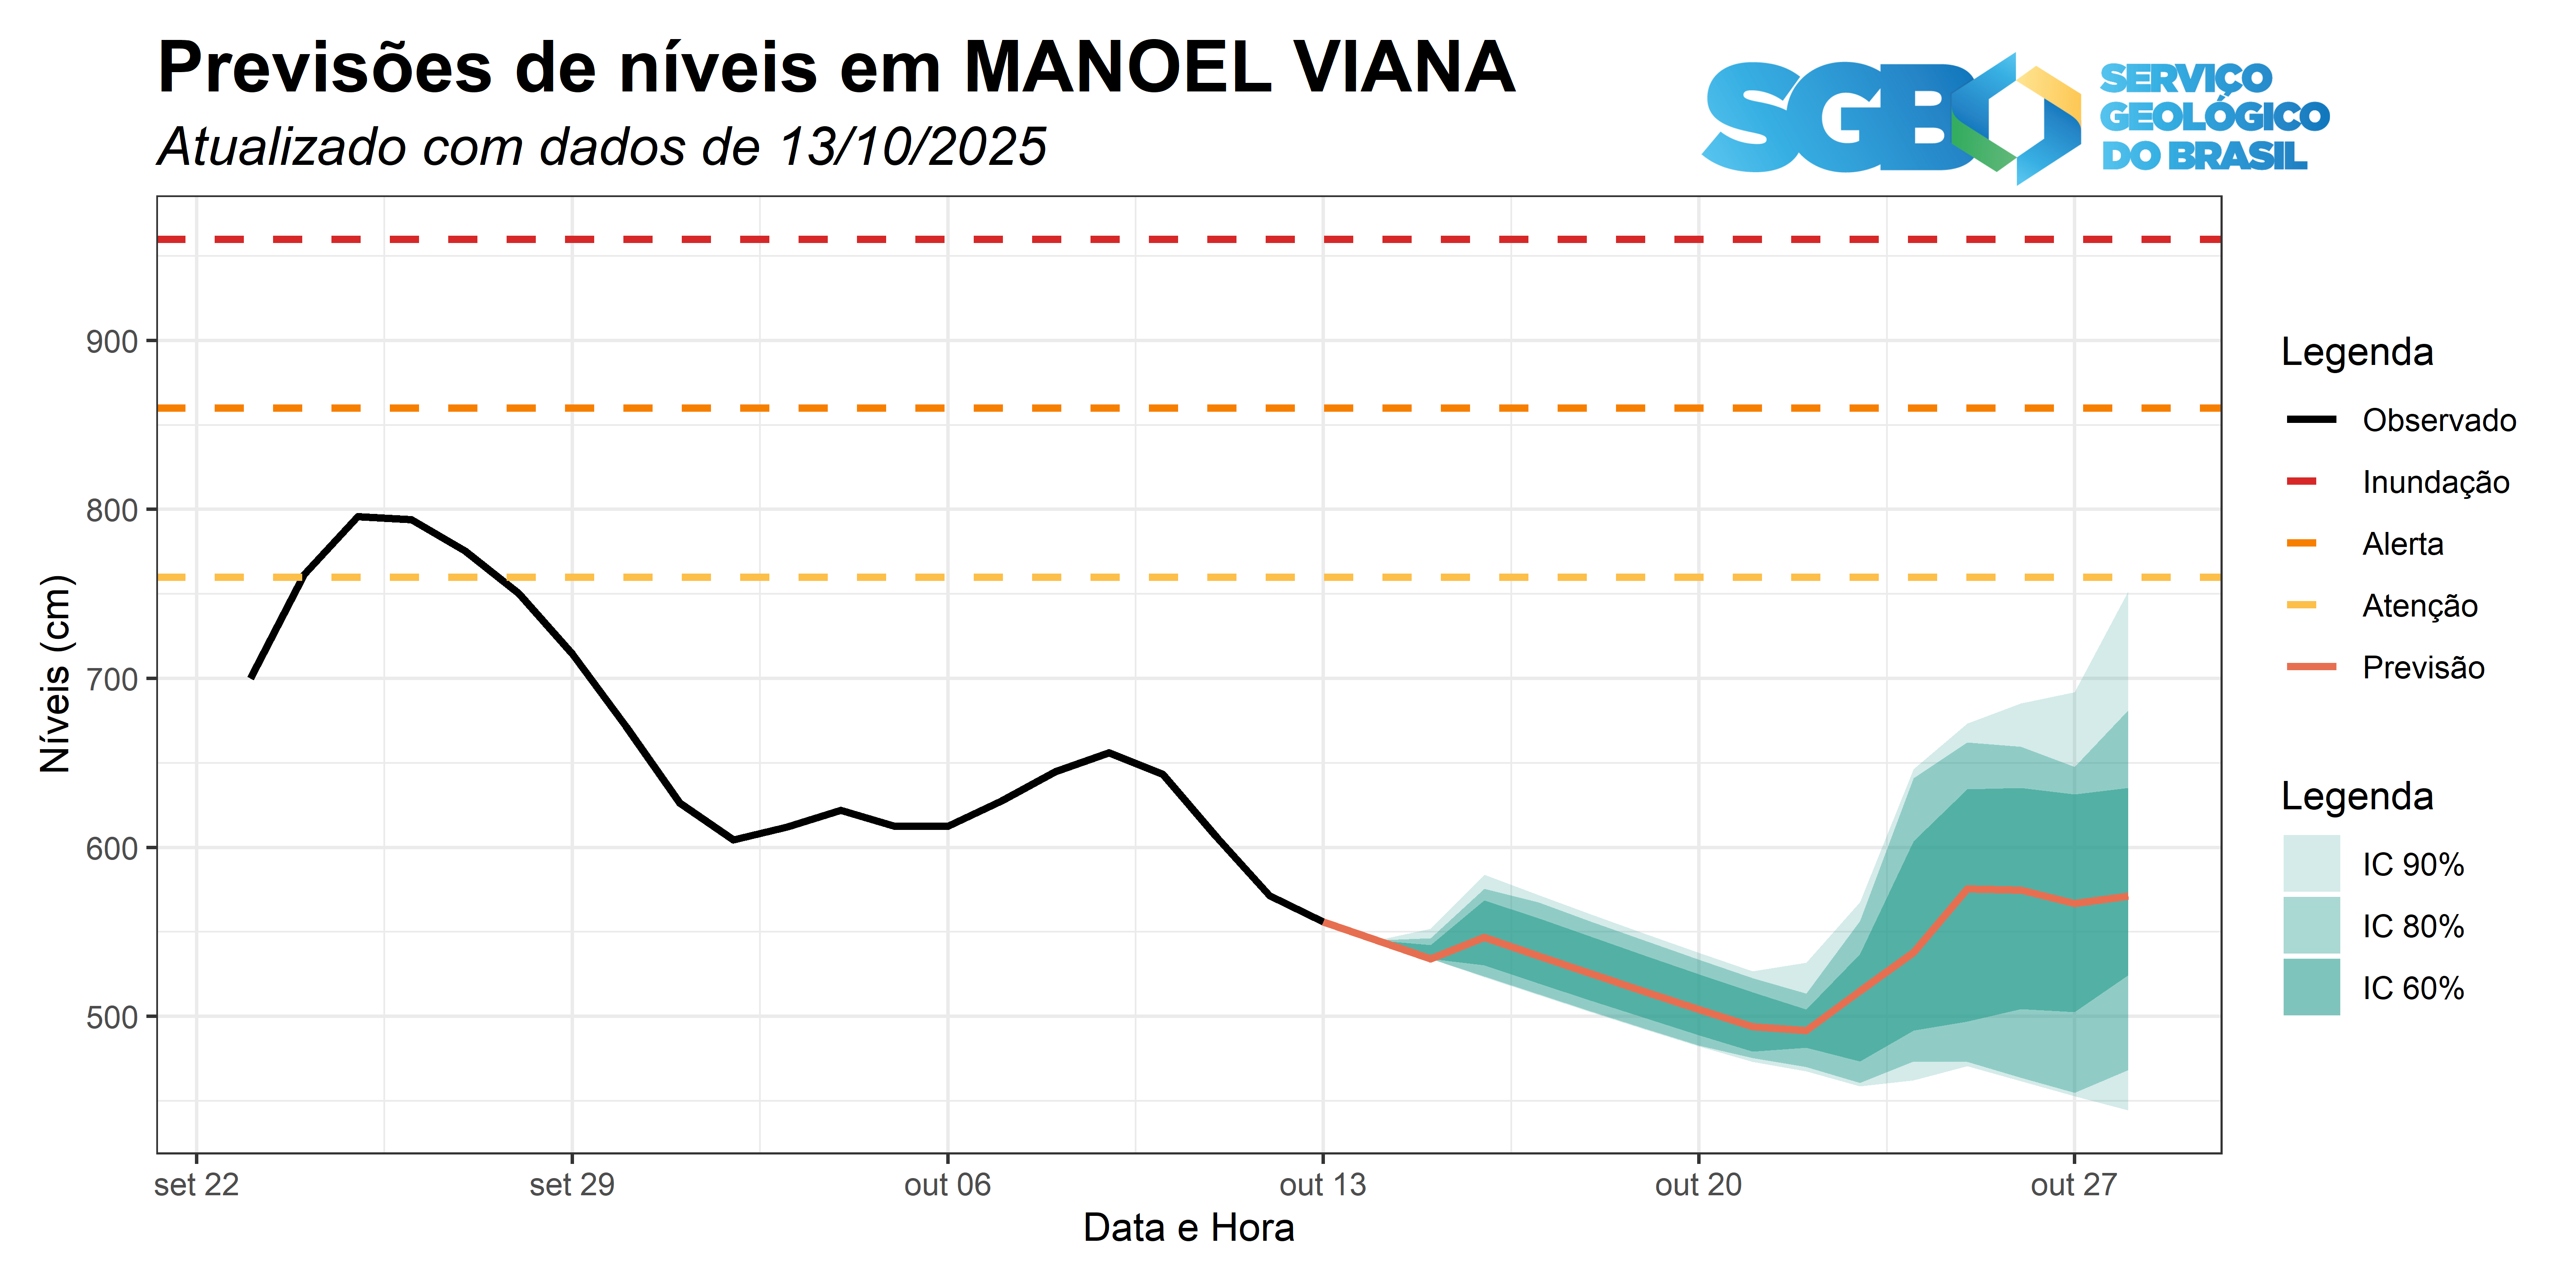 Previsões de níveis em MANOEL VIANA
Atualizado com dados de 13/10/2025
SGB
SERVIÇO
GEOLÓGICO
DO BRASIL
Níveis (cm)
900
800
700
600
500
set 22
set 29
out 06
out 13
out 20
out 27
Data e Hora
Legenda
Observado
Inundação
Alerta
Atenção
Previsão
Legenda
IC 90%
IC 80%
IC 60%